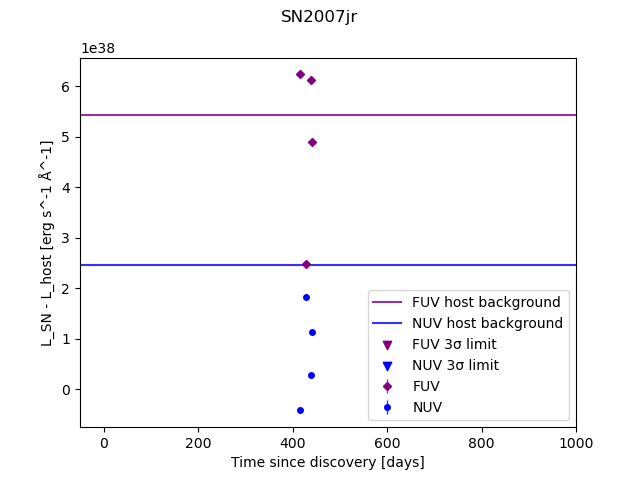 SN2007jr
1e38
L_SN - L_host [erg s^-1 Å^-1]
6
5
4
3
2
1
0
FUV host background
NUV host background
FUV 3σ limit
NUV 3σ limit
FUV
NUV
0 200 400 600 800 1000
Time since discovery [days]